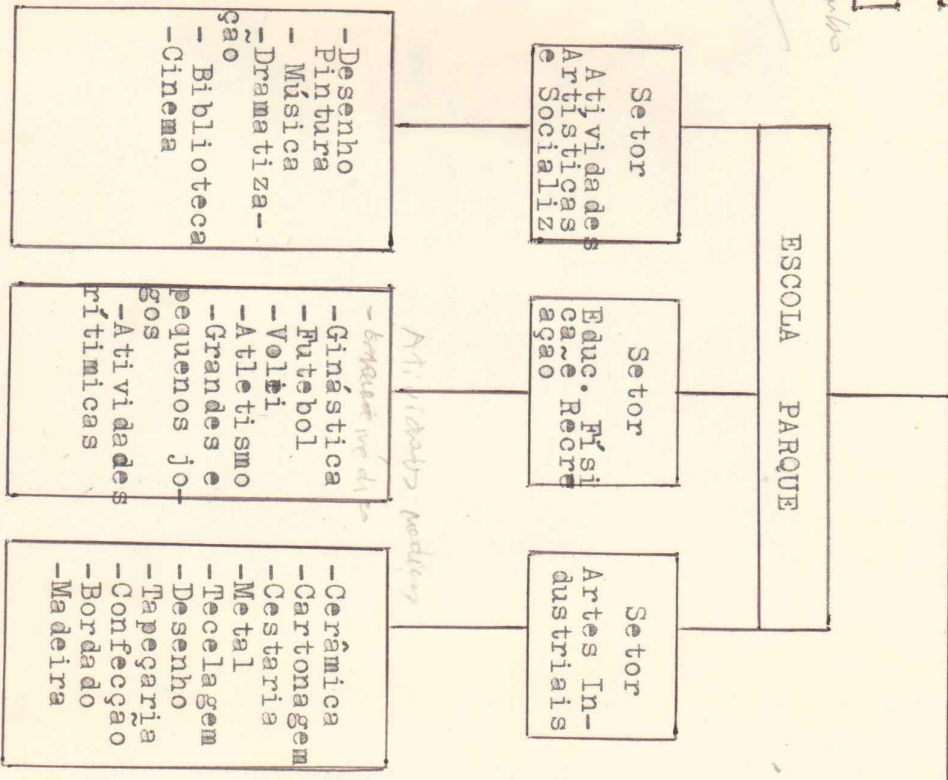 ESCOLA PARQUE
Setor
Atividades
Artísticas
e Socializ
-Desenho
Pintura
- Música
-Dramatiza-
ção
- Biblioteca
-Cinema
Setor
Educ. Físi
ca e Recre
ação
-Ginástica
-Futebol
-Volei
-Atletismo
-Grandes e
pequenos jo-
gos
-Atividades
rítimicas
Setor
Artes In-
dustriais
-Cerâmica
-Cartonagem
-Cestaria
-Metal
-Tecelagem
-Desenho
-Tapeçaria
-Confecção
-Bordado
-Madeira
Atividades